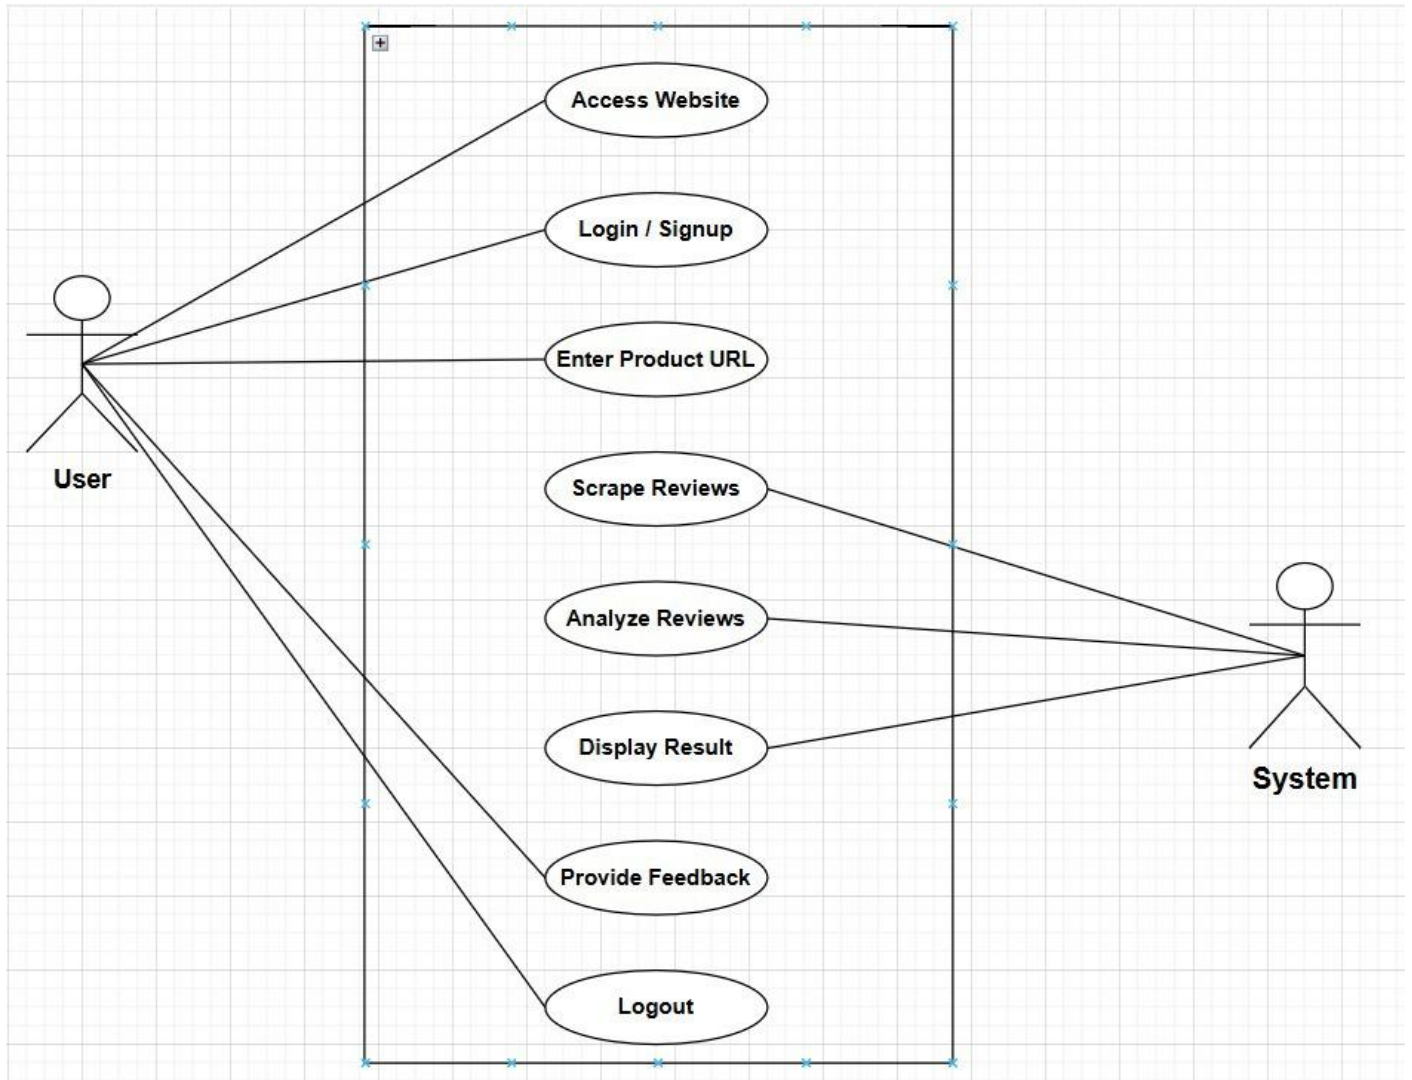 Access Website
Login / Signup
Enter Product URL
User
Scrape Reviews
Analyze Reviews
Display Result
System
Provide Feedback
Logout